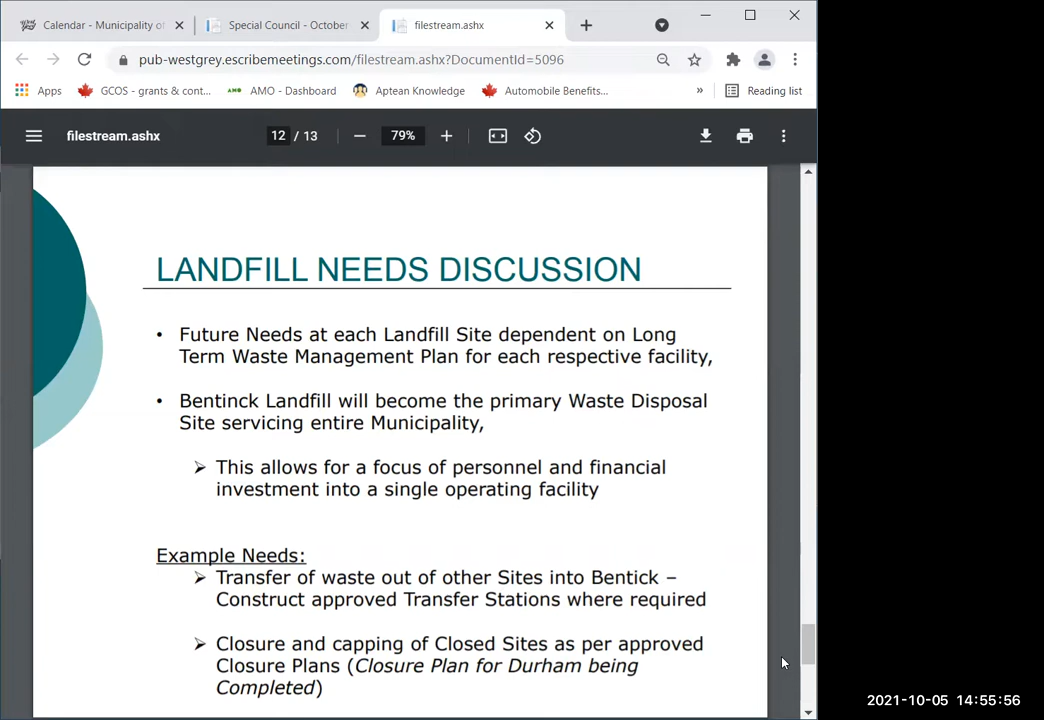 Calendar - Municipality of
Special Council - October
filestream.ashx
pub-westgrey.escribemeetings.com/filestream.ashx?DocumentId=5096
Apps
GCOS - grants & cont...
AMO - Dashboard
Aptean Knowledge
Automobile Benefits...
»
Reading list
filestream.ashx
12 / 13
79%
LANDFILL NEEDS DISCUSSION
• Future Needs at each Landfill Site dependent on Long
Term Waste Management Plan for each respective facility,
• Bentinck Landfill will become the primary Waste Disposal
Site servicing entire Municipality,
➢ This allows for a focus of personnel and financial
investment into a single operating facility
Example Needs:
➢ Transfer of waste out of other Sites into Bentick –
Construct approved Transfer Stations where required
➢ Closure and capping of Closed Sites as per approved
Closure Plans (Closure Plan for Durham being
Completed)
2021-10-05 14:55:56